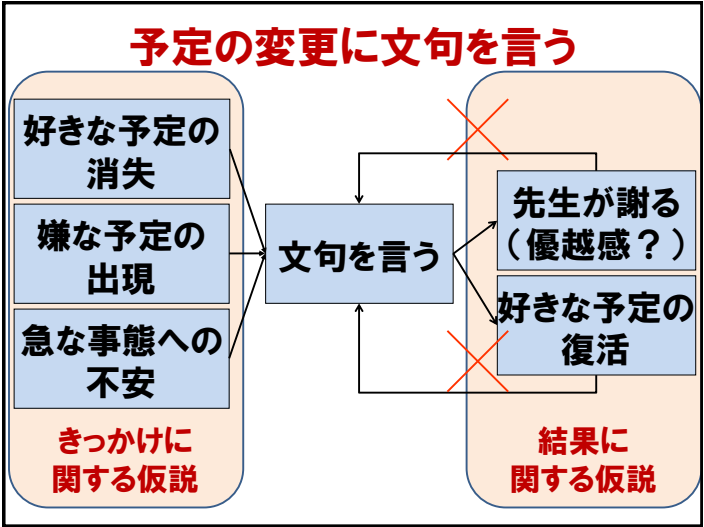 予定の変更に文句を言う
好きな予定の
消失
嫌な予定の
出現
急な事態への
不安
きっかけに
関する仮説
文句を言う
先生が謝る
（優越感？）
好きな予定の
復活
結果に
関する仮説